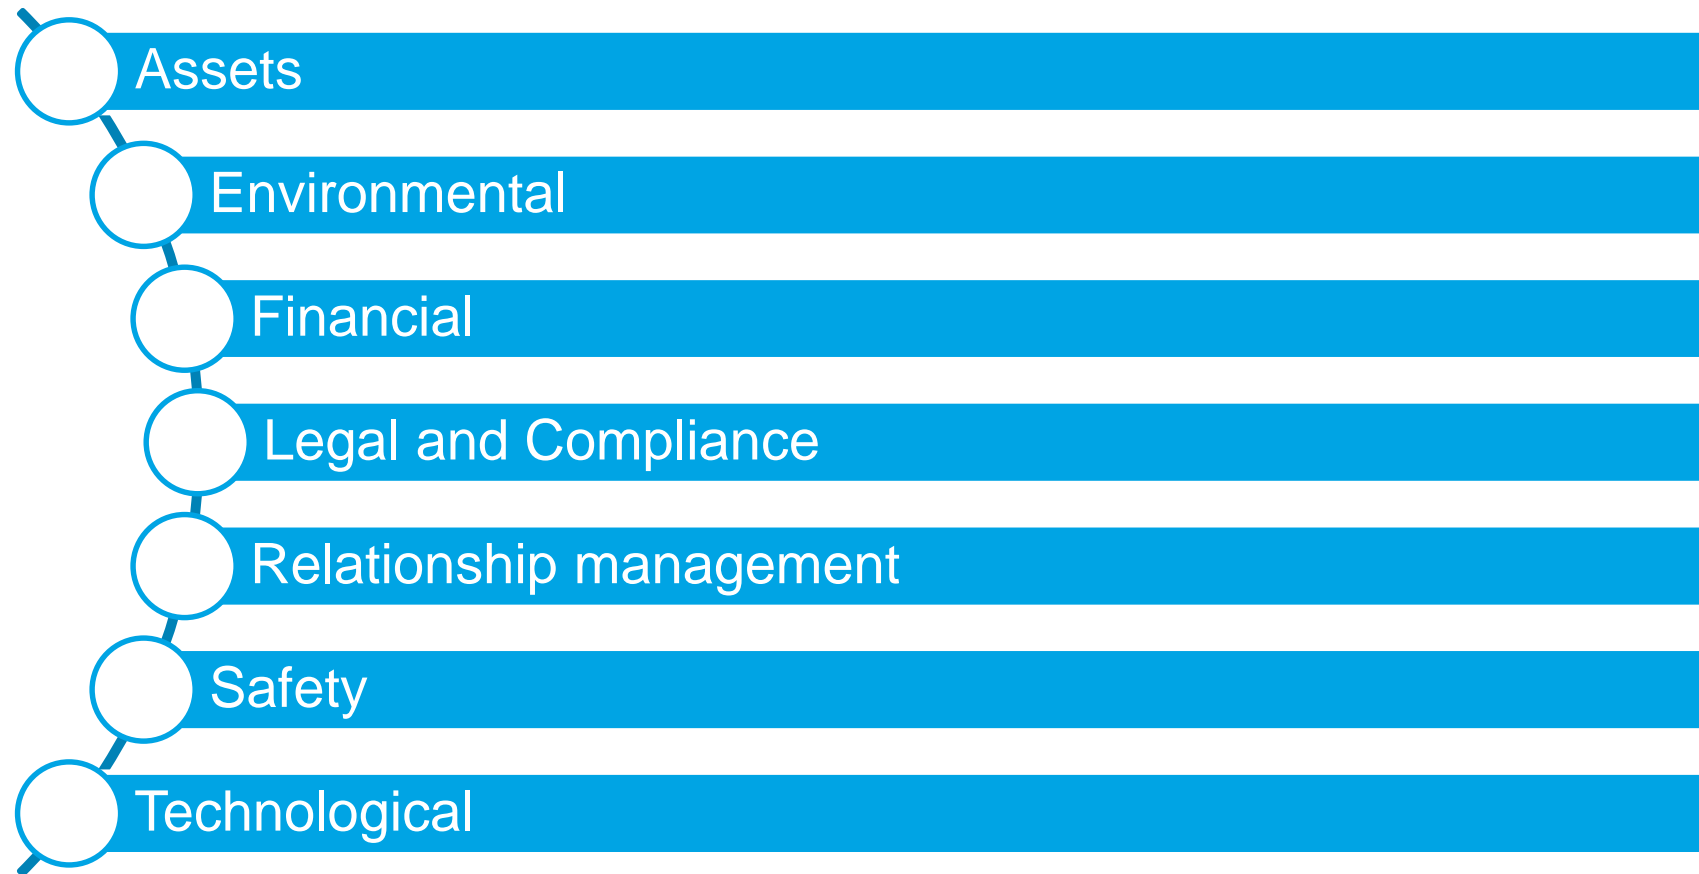 Assets
Environmental
Financial
Legal and Compliance
Relationship management
Safety
Technological